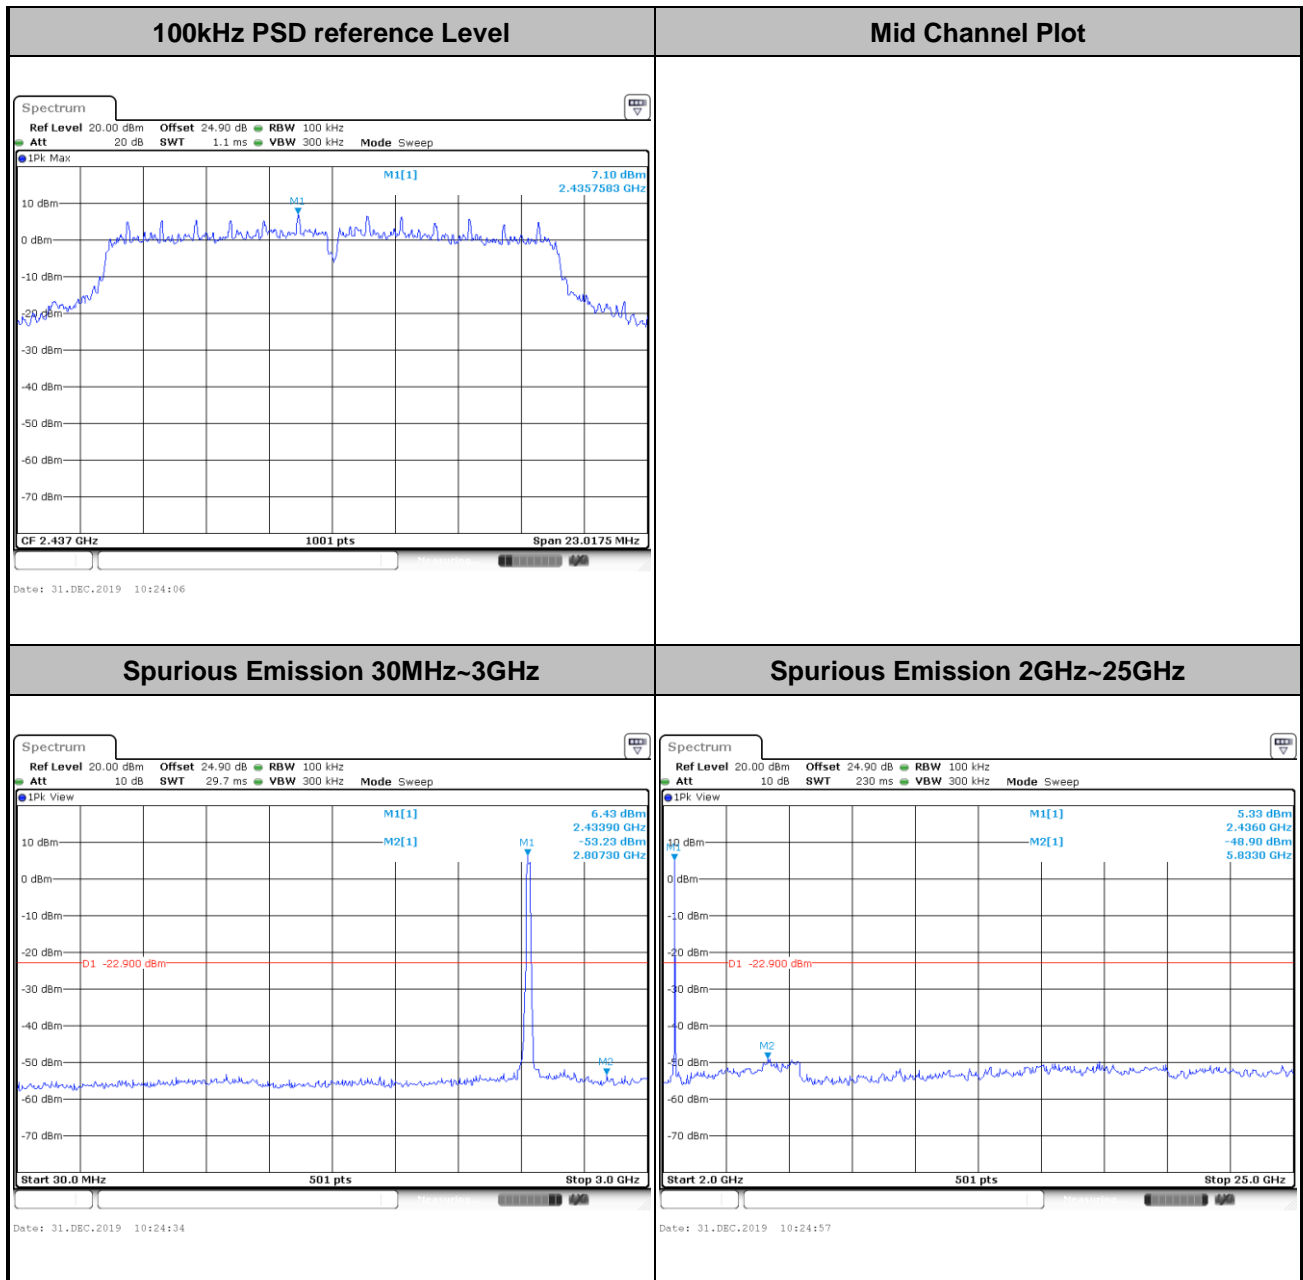 100kHz PSD reference Level
Mid Channel Plot
Spectrum
Ref Level 20.00 dBm Offset 24.90 dB RBW 100 kHz
Att 20 dB SWT 1.1 ms VBW 300 kHz Mode Sweep
1Pk Max
M1[1] 7.10 dBm
2.4357583 GHz
M1
10 dBm
0 dBm
-10 dBm
-20 dBm
-30 dBm
-40 dBm
-50 dBm
-60 dBm
-70 dBm
CF 2.437 GHz 1001 pts Span 23.0175 MHz
Date: 31.DEC.2019 10:24:06
Spurious Emission 30MHz~3GHz
Spurious Emission 2GHz~25GHz
Spectrum
Ref Level 20.00 dBm Offset 24.90 dB RBW 100 kHz
Att 10 dB SWT 29.7 ms VBW 300 kHz Mode Sweep
1Pk View
M1[1] 6.43 dBm
2.43390 GHz
10 dBm M2[1] M1 -53.23 dBm
2.80730 GHz
0 dBm
-10 dBm
-20 dBm
D1 -22.900 dBm
-30 dBm
-40 dBm
-50 dBm M2
-60 dBm
-70 dBm
Start 30.0 MHz 501 pts Stop 3.0 GHz
Date: 31.DEC.2019 10:24:34
Spectrum
Ref Level 20.00 dBm Offset 24.90 dB RBW 100 kHz
Att 10 dB SWT 230 ms VBW 300 kHz Mode Sweep
1Pk View
M1[1] 5.33 dBm
2.4360 GHz
10 dBm M2[1] -48.90 dBm
M1 5.8330 GHz
0 dBm
-10 dBm
-20 dBm
D1 -22.900 dBm
-30 dBm
-40 dBm
M2
-50 dBm
-60 dBm
-70 dBm
Start 2.0 GHz 501 pts Stop 25.0 GHz
Date: 31.DEC.2019 10:24:57